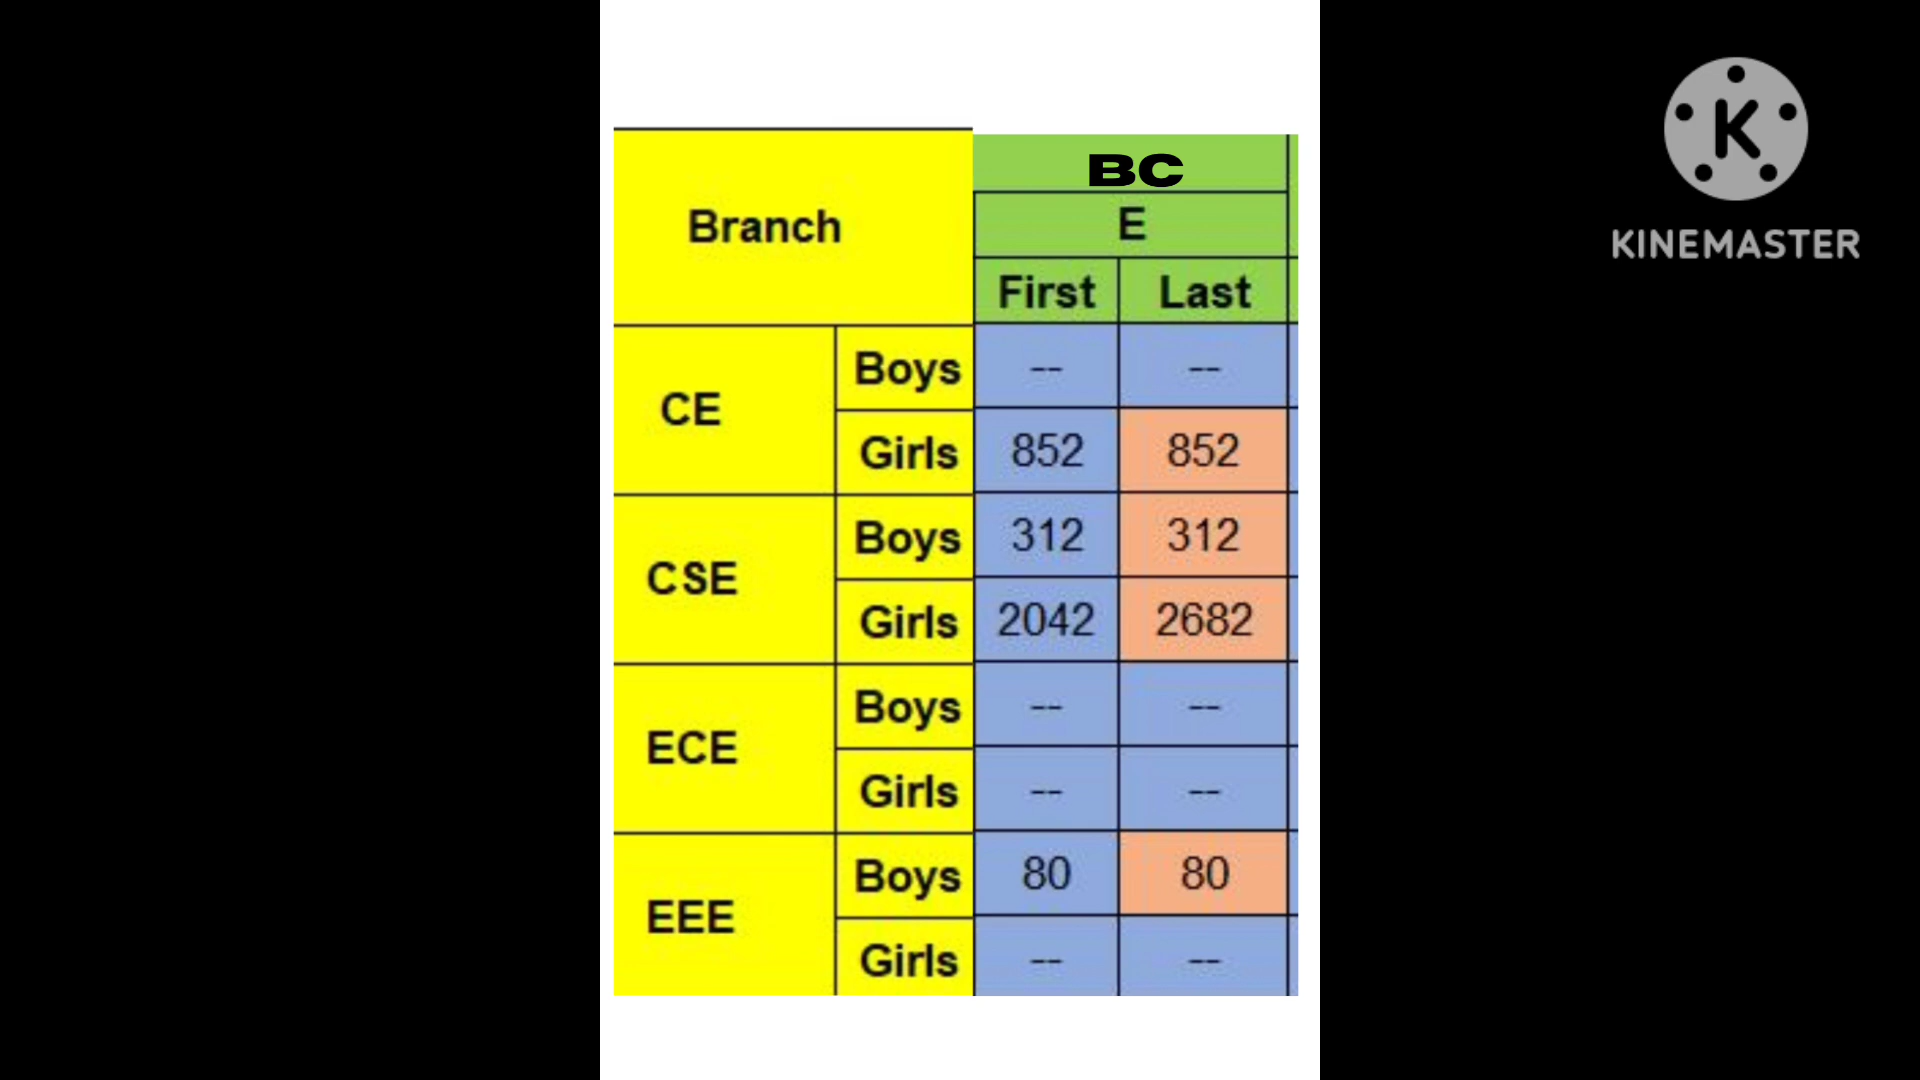 BC
Branch E
First Last
CE Boys -- --
Girls 852 852
CSE Boys 312 312
Girls 2042 2682
ECE Boys -- --
Girls -- --
EEE Boys 80 80
Girls -- --
K
KINEMASTER